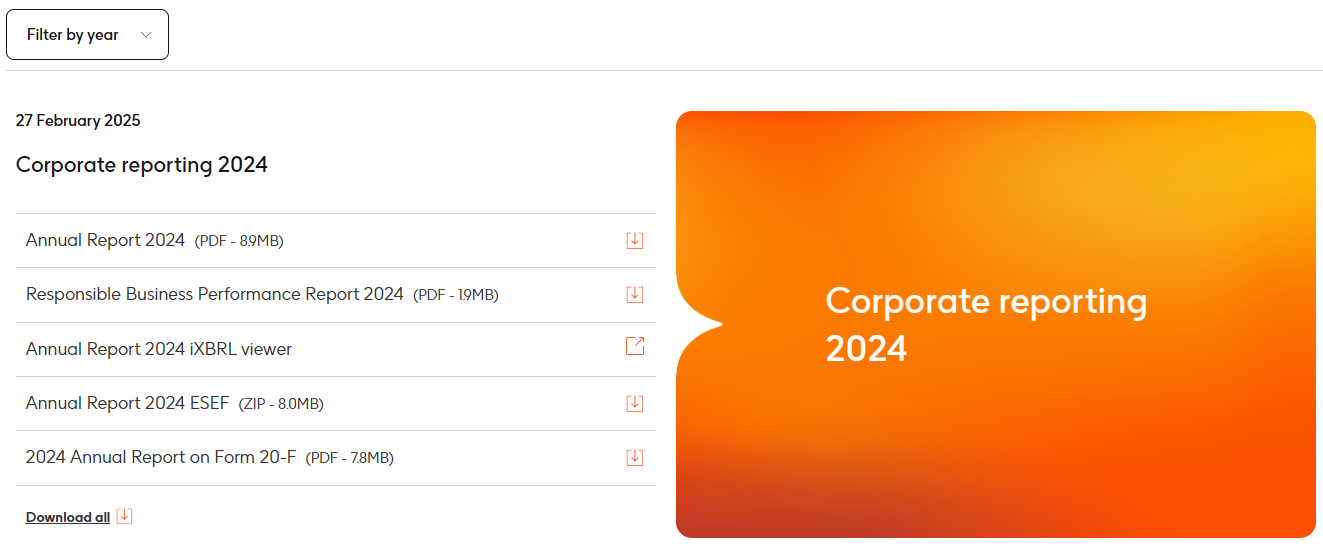 Filter by year
27 February 2025
Corporate reporting 2024
Annual Report 2024 (PDF - 8.9MB)
Responsible Business Performance Report 2024 (PDF - 1.9MB)
Annual Report 2024 iXBRL viewer
Annual Report 2024 ESEF (ZIP - 8.0MB)
2024 Annual Report on Form 20-F (PDF - 7.8MB)
Download all
Corporate reporting
2024